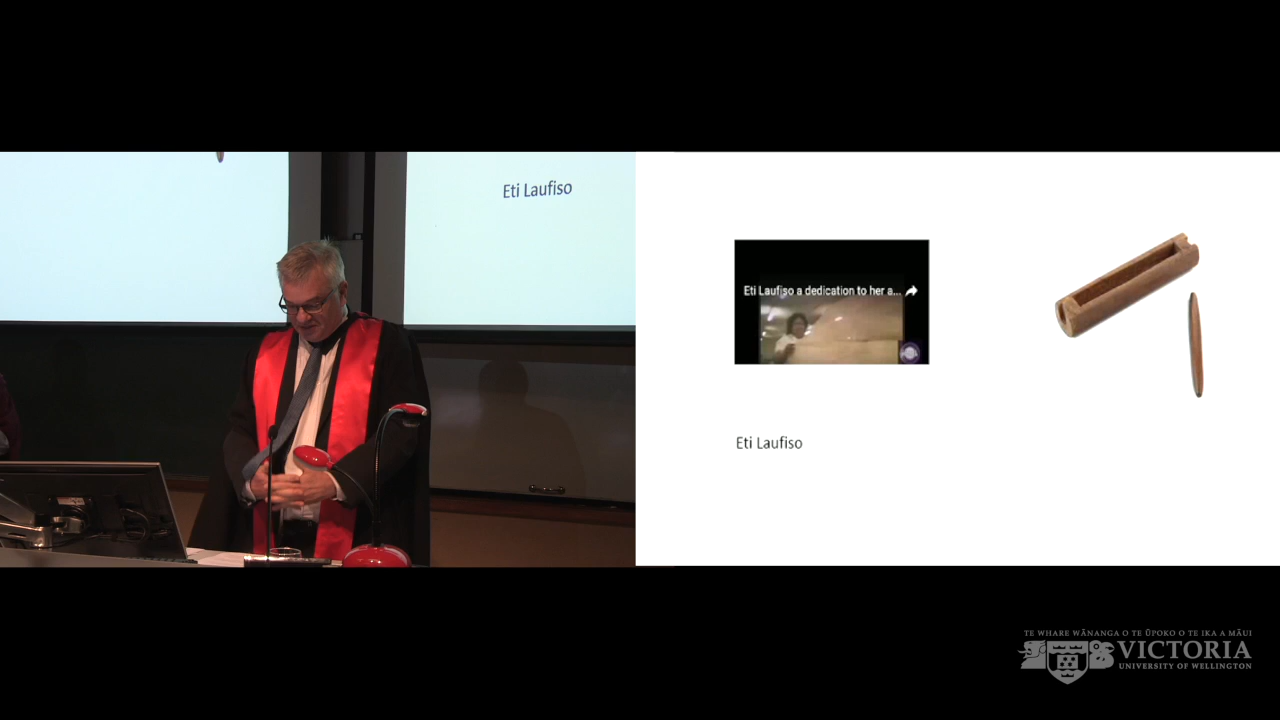 Eti Laufiso
Eti Laufiso a dedication to her a...
Eti Laufiso
TE WHARE WĀNANGA O TE ŪPOKO O TE IKA A MĀUI
VICTORIA
UNIVERSITY OF WELLINGTON